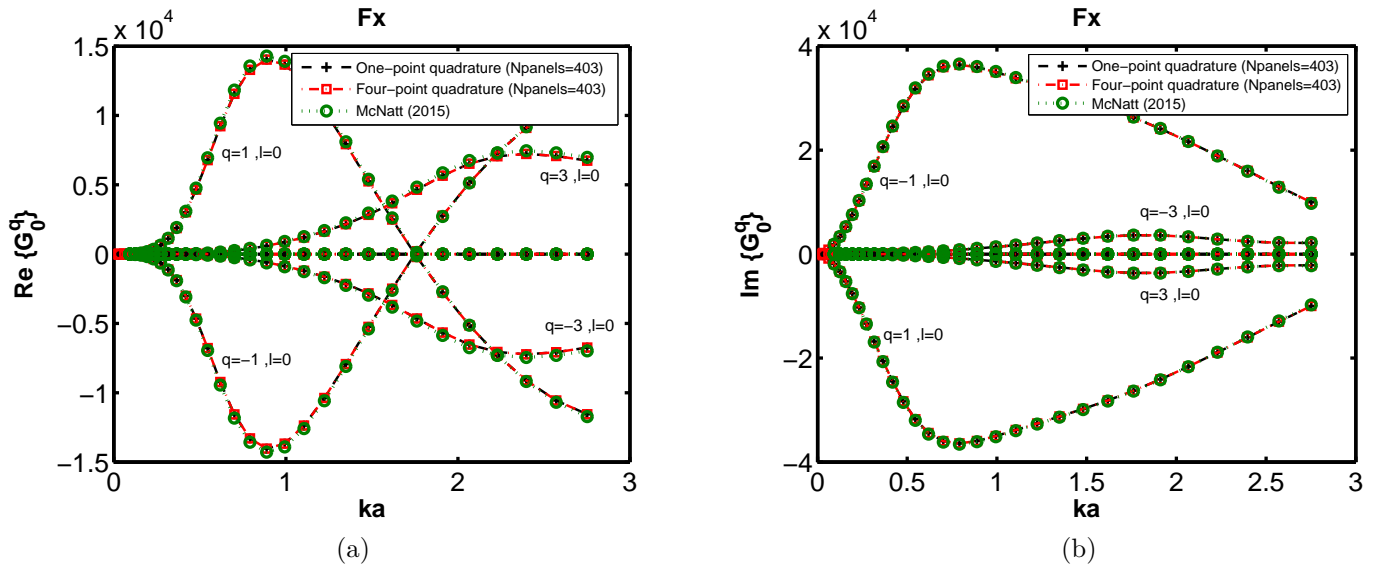 Fx
x 10^4
1.5
1
0.5
0
−0.5
−1
−1.5
0
1
2
3
Re {G_0^q}
ka
One−point quadrature (Npanels=403)
Four−point quadrature (Npanels=403)
McNatt (2015)
q=1 ,l=0
q=3 ,l=0
q=−3 ,l=0
q=−1 ,l=0
(a)
Fx
x 10^4
4
2
0
−2
−4
0
0.5
1
1.5
2
2.5
3
Im {G_0^q}
ka
One−point quadrature (Npanels=403)
Four−point quadrature (Npanels=403)
McNatt (2015)
q=−1 ,l=0
q=−3 ,l=0
q=3 ,l=0
q=1 ,l=0
(b)